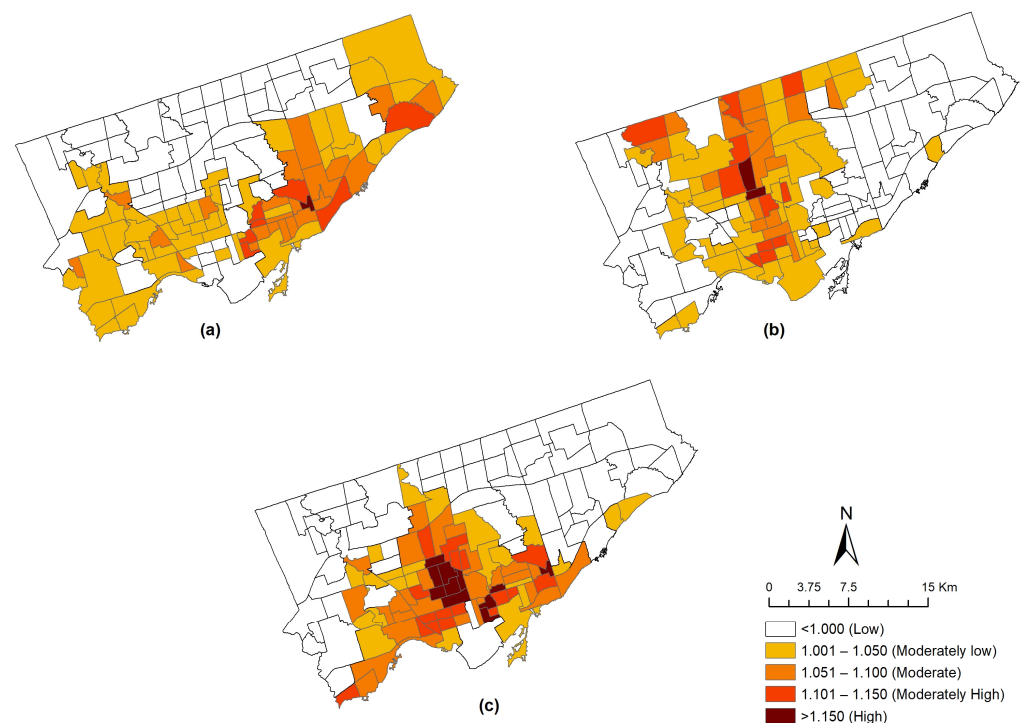 (a)
(b)
(c)
N
0 3.75 7.5 15 Km
<1.000 (Low)
1.001 – 1.050 (Moderately low)
1.051 – 1.100 (Moderate)
1.101 – 1.150 (Moderately High)
>1.150 (High)